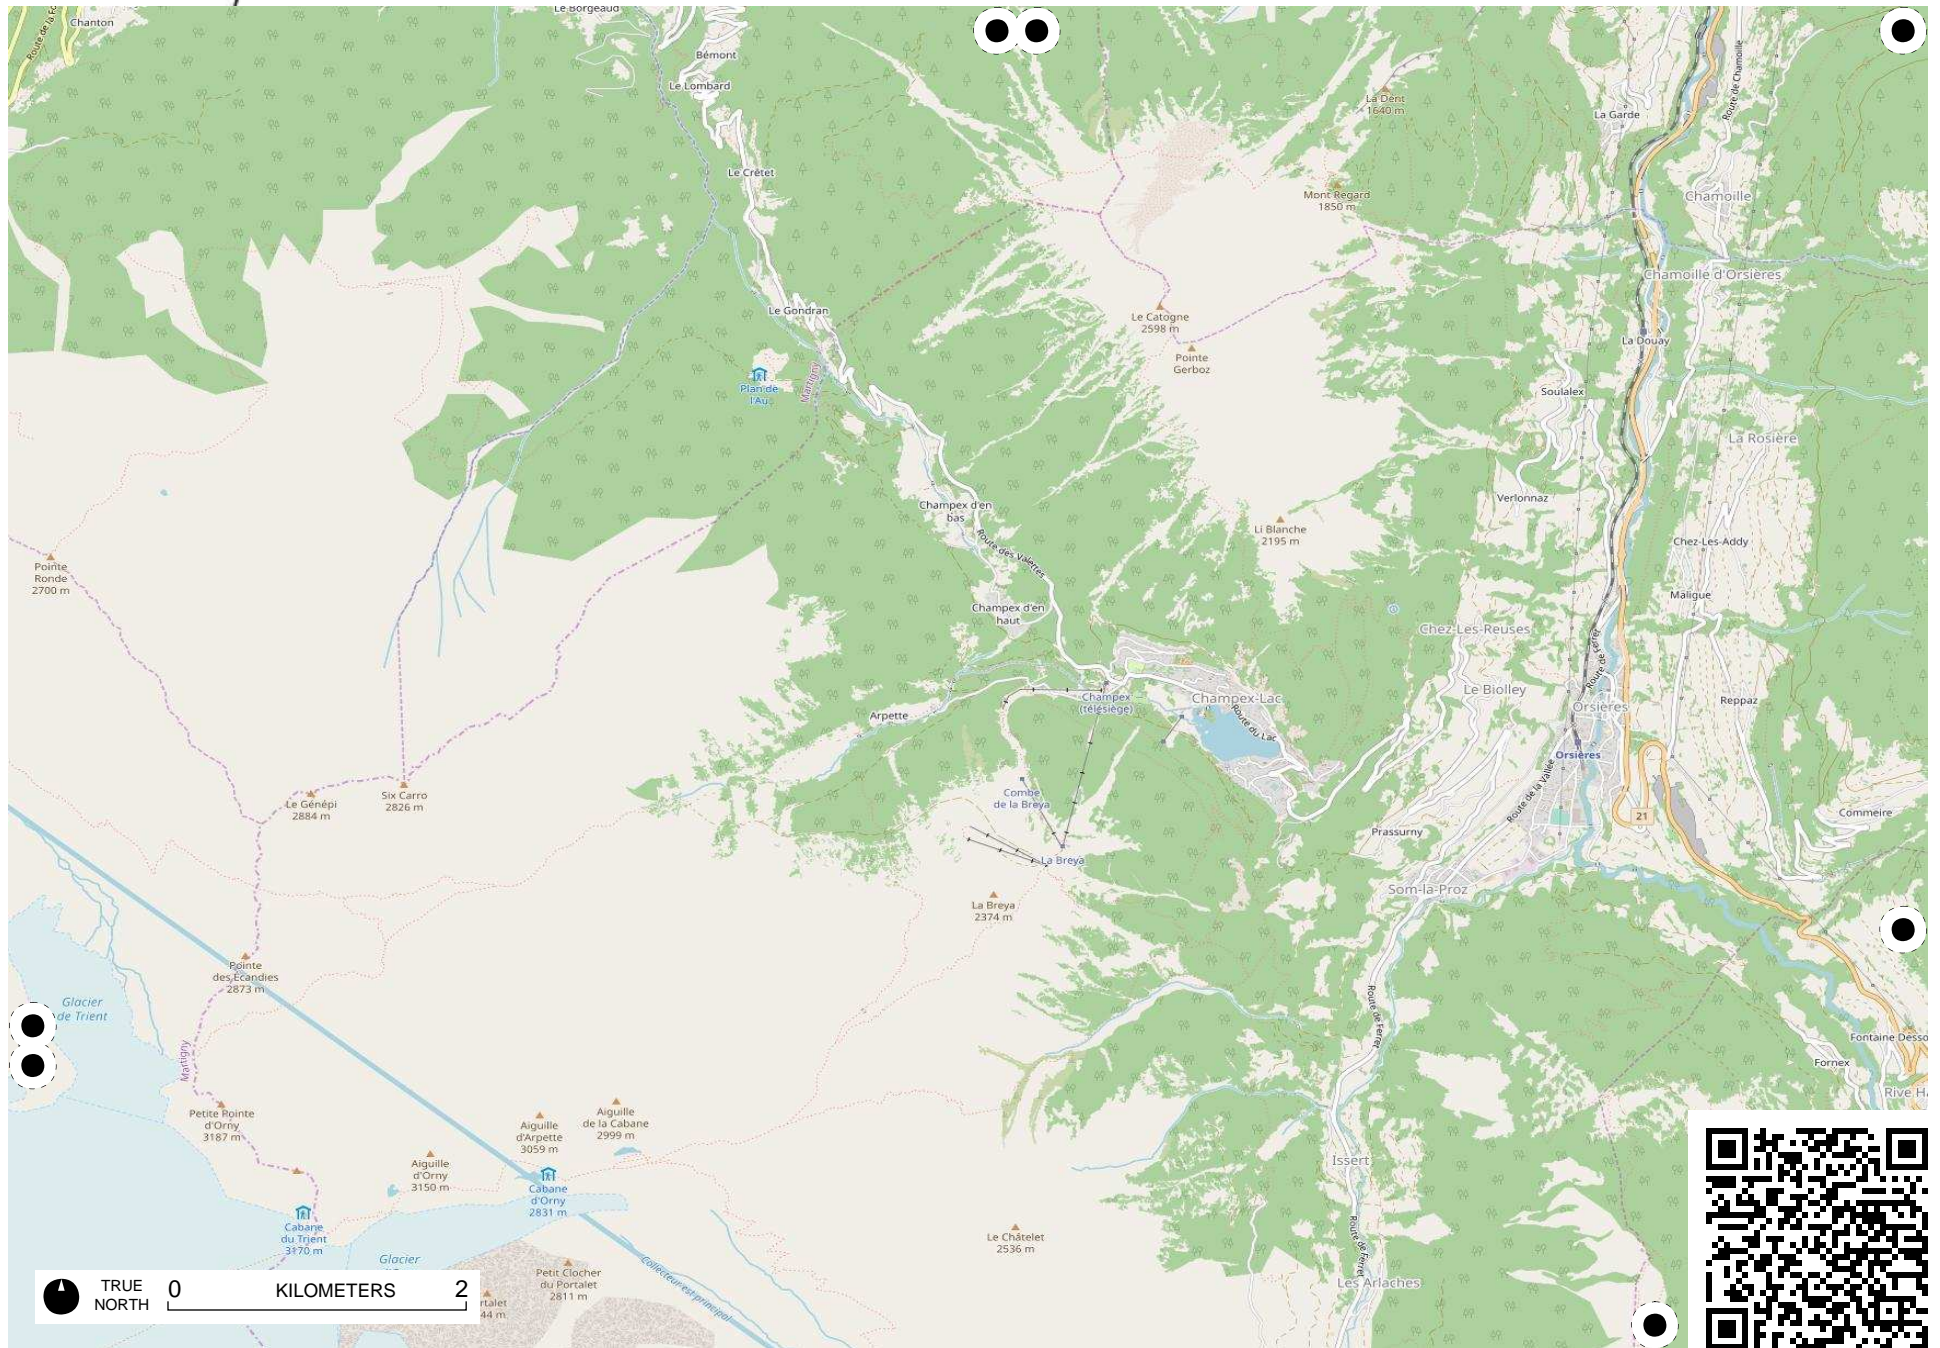 Le Borgeaud
Chanton
Bémont
Le Lombard
La Dent
1640 m
La Garde
Route de Chamoille
Le Crétet
Mont Regard
1850 m
Chamoille
Chamoille d'Orsières
Le Gondran
Le Catogne
2598 m
La Douay
Pointe
Gerboz
Plan de
l'Au
Martigny
Soulalex
La Rosière
Verlonnaz
Champex d'en
bas
Route des Valettes
Li Blanche
2195 m
Chez-Les-Addy
Pointe
Ronde
2700 m
Maligue
Champex d'en
haut
Chez-Les-Reuses
Route de Ferret
Le Biolley
Champex
(télésiège)
Champex-Lac
Route du Lac
Reppaz
Orsières
Arpette
Orsières
Combe
de la Breya
Route de la Vallée
Le Génépi
2884 m
Six Carro
2826 m
21
Commeire
Prassurny
La Breya
Som-la-Proz
La Breya
2374 m
Pointe
des Écandies
2873 m
Glacier
de Trient
Route de Ferret
Martigny
Fontaine Desso
Fornex
Rive Ha
Petite Pointe
d'Orny
3187 m
Aiguille
d'Arpette
3059 m
Aiguille
de la Cabane
2999 m
Aiguille
d'Orny
3150 m
Issert
Cabane
d'Orny
2831 m
Cabane
du Trient
3170 m
Le Châtelet
2536 m
Route de Ferret
Glacier
Petit Clocher
du Portalet
2811 m
Collecteur est principal
Les Arlaches
rtalet
44 m
TRUE
NORTH
0 KILOMETERS 2